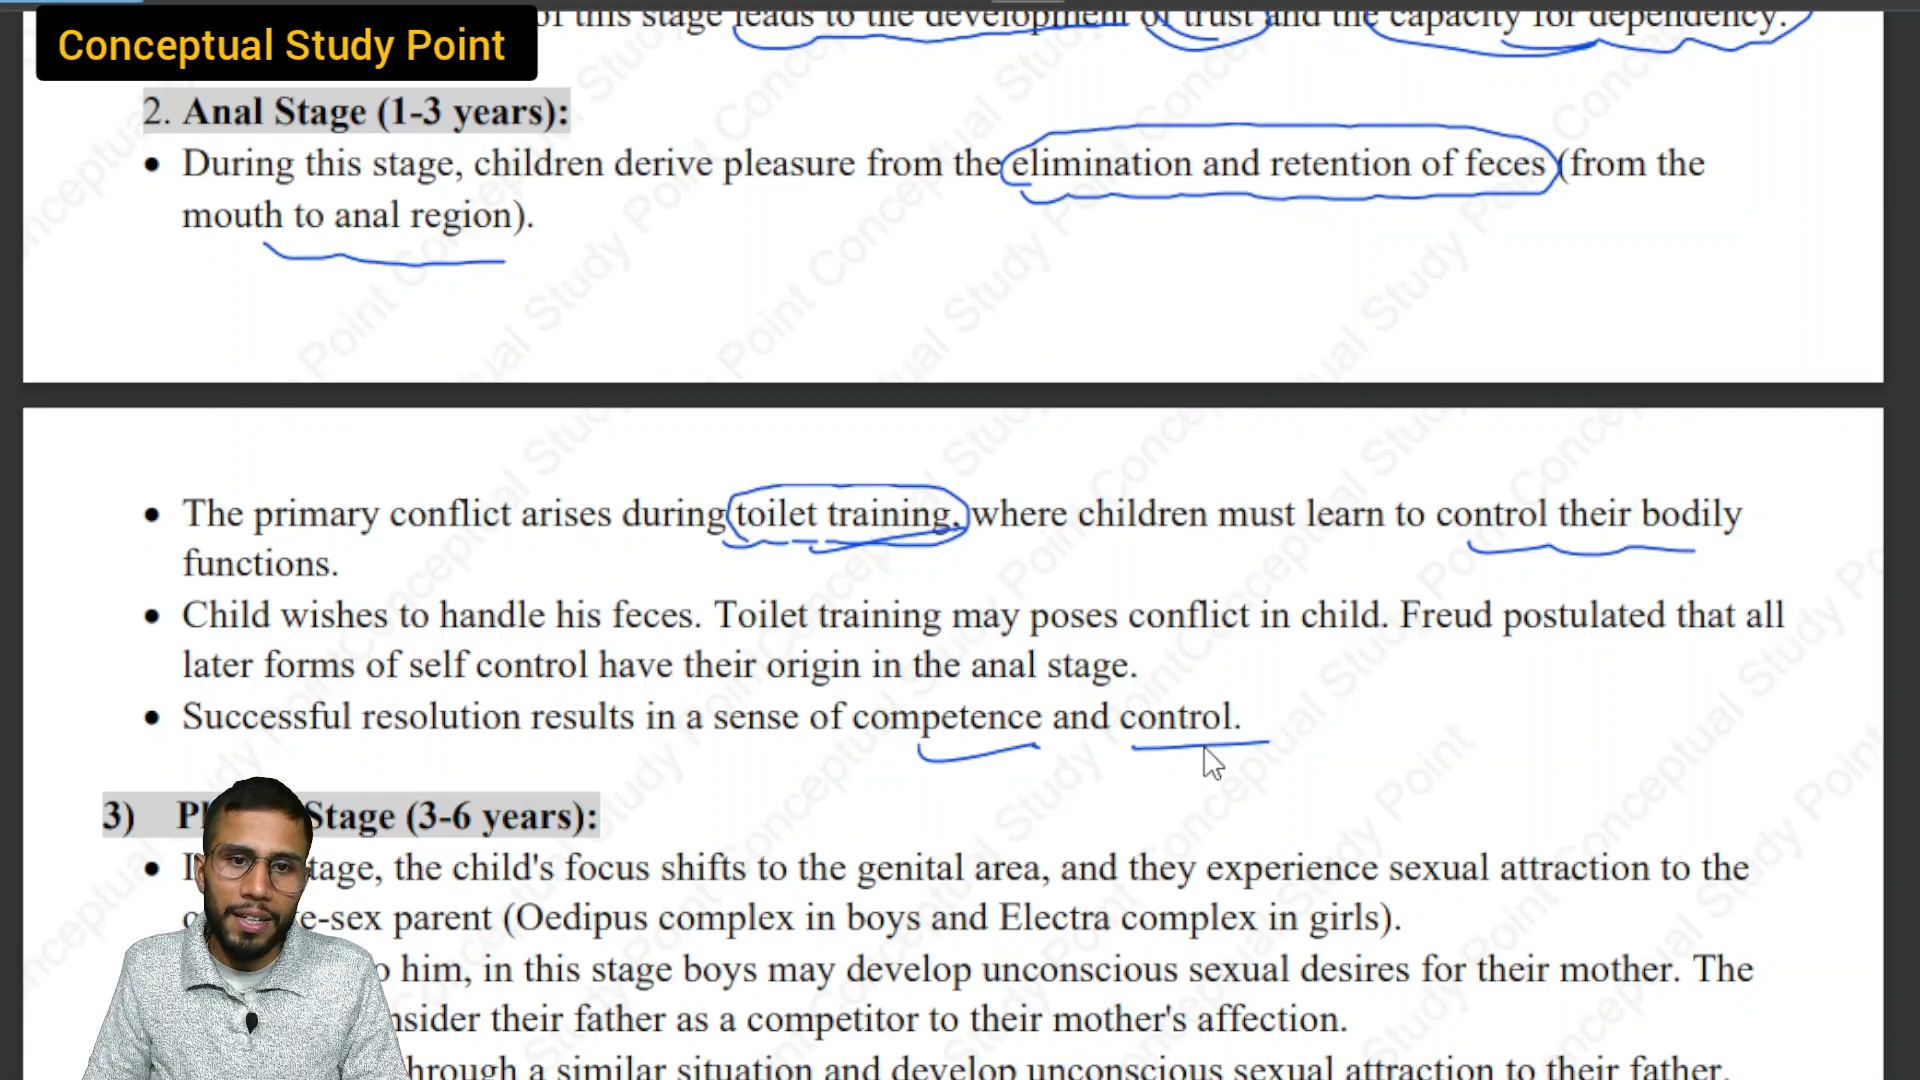 Conceptual Study Point
of this stage leads to the development of trust and the capacity for dependency.
2. Anal Stage (1-3 years):
• During this stage, children derive pleasure from the elimination and retention of feces (from the
mouth to anal region).
• The primary conflict arises during toilet training, where children must learn to control their bodily
functions.
• Child wishes to handle his feces. Toilet training may poses conflict in child. Freud postulated that all
later forms of self control have their origin in the anal stage.
• Successful resolution results in a sense of competence and control.
3) Stage (3-6 years):
• the child's focus shifts to the genital area, and they experience sexual attraction to the
parent (Oedipus complex in boys and Electra complex in girls).
him, in this stage boys may develop unconscious sexual desires for their mother. The
their father as a competitor to their mother's affection.
a similar situation and develop unconscious sexual attraction to their father.